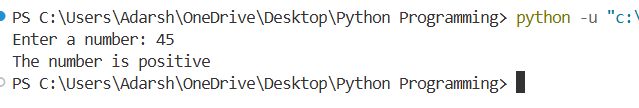 PS C:\Users\Adarsh\OneDrive\Desktop\Python Programming> python -u "c:\
Enter a number: 45
The number is positive
PS C:\Users\Adarsh\OneDrive\Desktop\Python Programming>